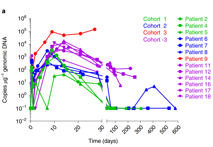 a
Cohort 1
Cohort 2
Cohort 3
Cohort -3
Patient 2
Patient 4
Patient 5
Patient 6
Patient 7
Patient 8
Patient 9
Patient 11
Patient 12
Patient 14
Patient 16
Patient 17
Patient 18
Copies µg⁻¹ genomic DNA
10⁶
10⁵
10⁴
10³
10²
10¹
10⁰
0
10
20
30
100
200
300
400
500
600
Time (days)